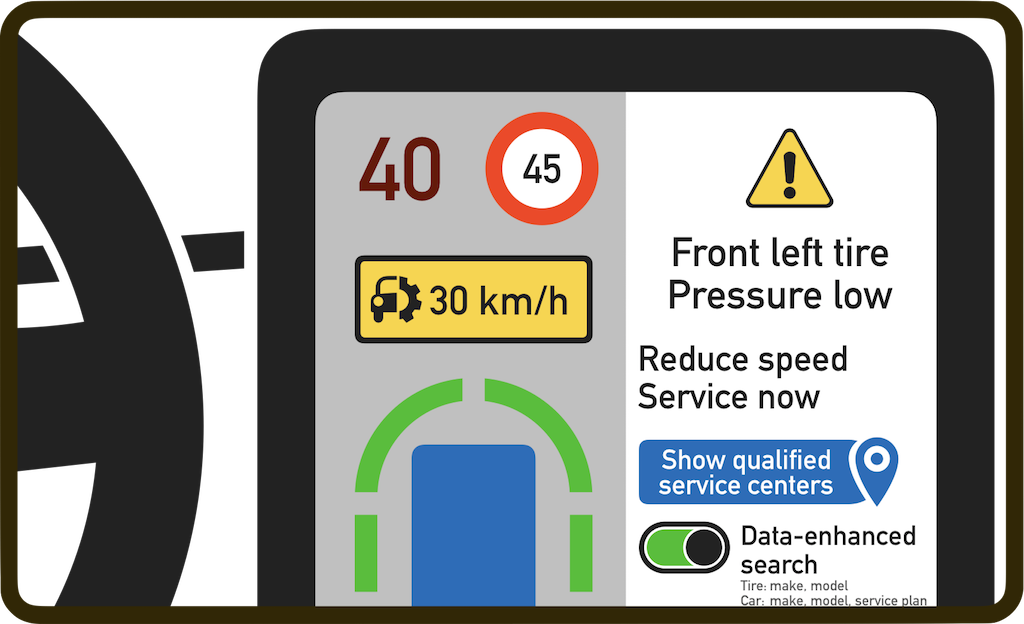 40
45
30 km/h
Front left tire
Pressure low
Reduce speed
Service now
Show qualified
service centers
Data-enhanced
search
Tire: make, model
Car: make, model, service plan